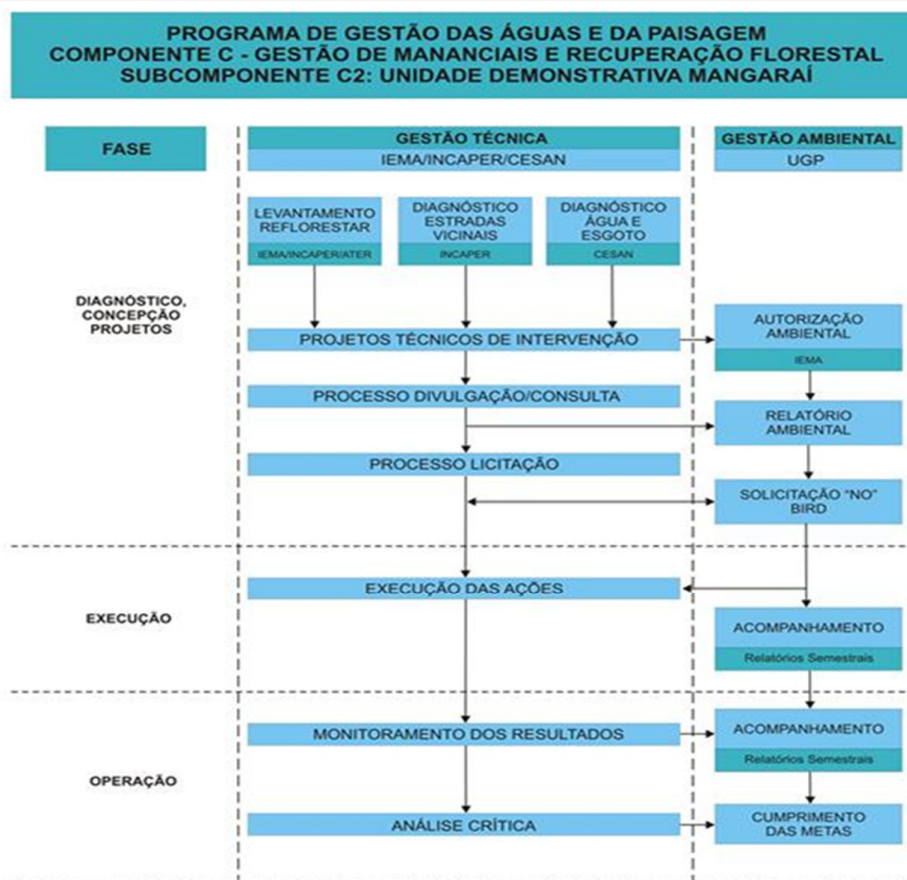 PROGRAMA DE GESTÃO DAS ÁGUAS E DA PAISAGEM
COMPONENTE C - GESTÃO DE MANANCIAIS E RECUPERAÇÃO FLORESTAL
SUBCOMPONENTE C2: UNIDADE DEMONSTRATIVA MANGARAÍ
FASE
GESTÃO TÉCNICA
IEMA/INCAPER/CESAN
GESTÃO AMBIENTAL
UGP
LEVANTAMENTO
REFLORESTAR
IEMA/INCAPER/ATER
DIAGNÓSTICO
ESTRADAS
VICINAIS
INCAPER
DIAGNÓSTICO
ÁGUA E
ESGOTO
CESAN
DIAGNÓSTICO,
CONCEPÇÃO
PROJETOS
PROJETOS TÉCNICOS DE INTERVENÇÃO
AUTORIZAÇÃO
AMBIENTAL
IEMA
PROCESSO DIVULGAÇÃO/CONSULTA
RELATÓRIO
AMBIENTAL
PROCESSO LICITAÇÃO
SOLICITAÇÃO "NO"
BIRD
EXECUÇÃO
EXECUÇÃO DAS AÇÕES
ACOMPANHAMENTO
Relatórios Semestrais
OPERAÇÃO
MONITORAMENTO DOS RESULTADOS
ACOMPANHAMENTO
Relatórios Semestrais
ANÁLISE CRÍTICA
CUMPRIMENTO
DAS METAS